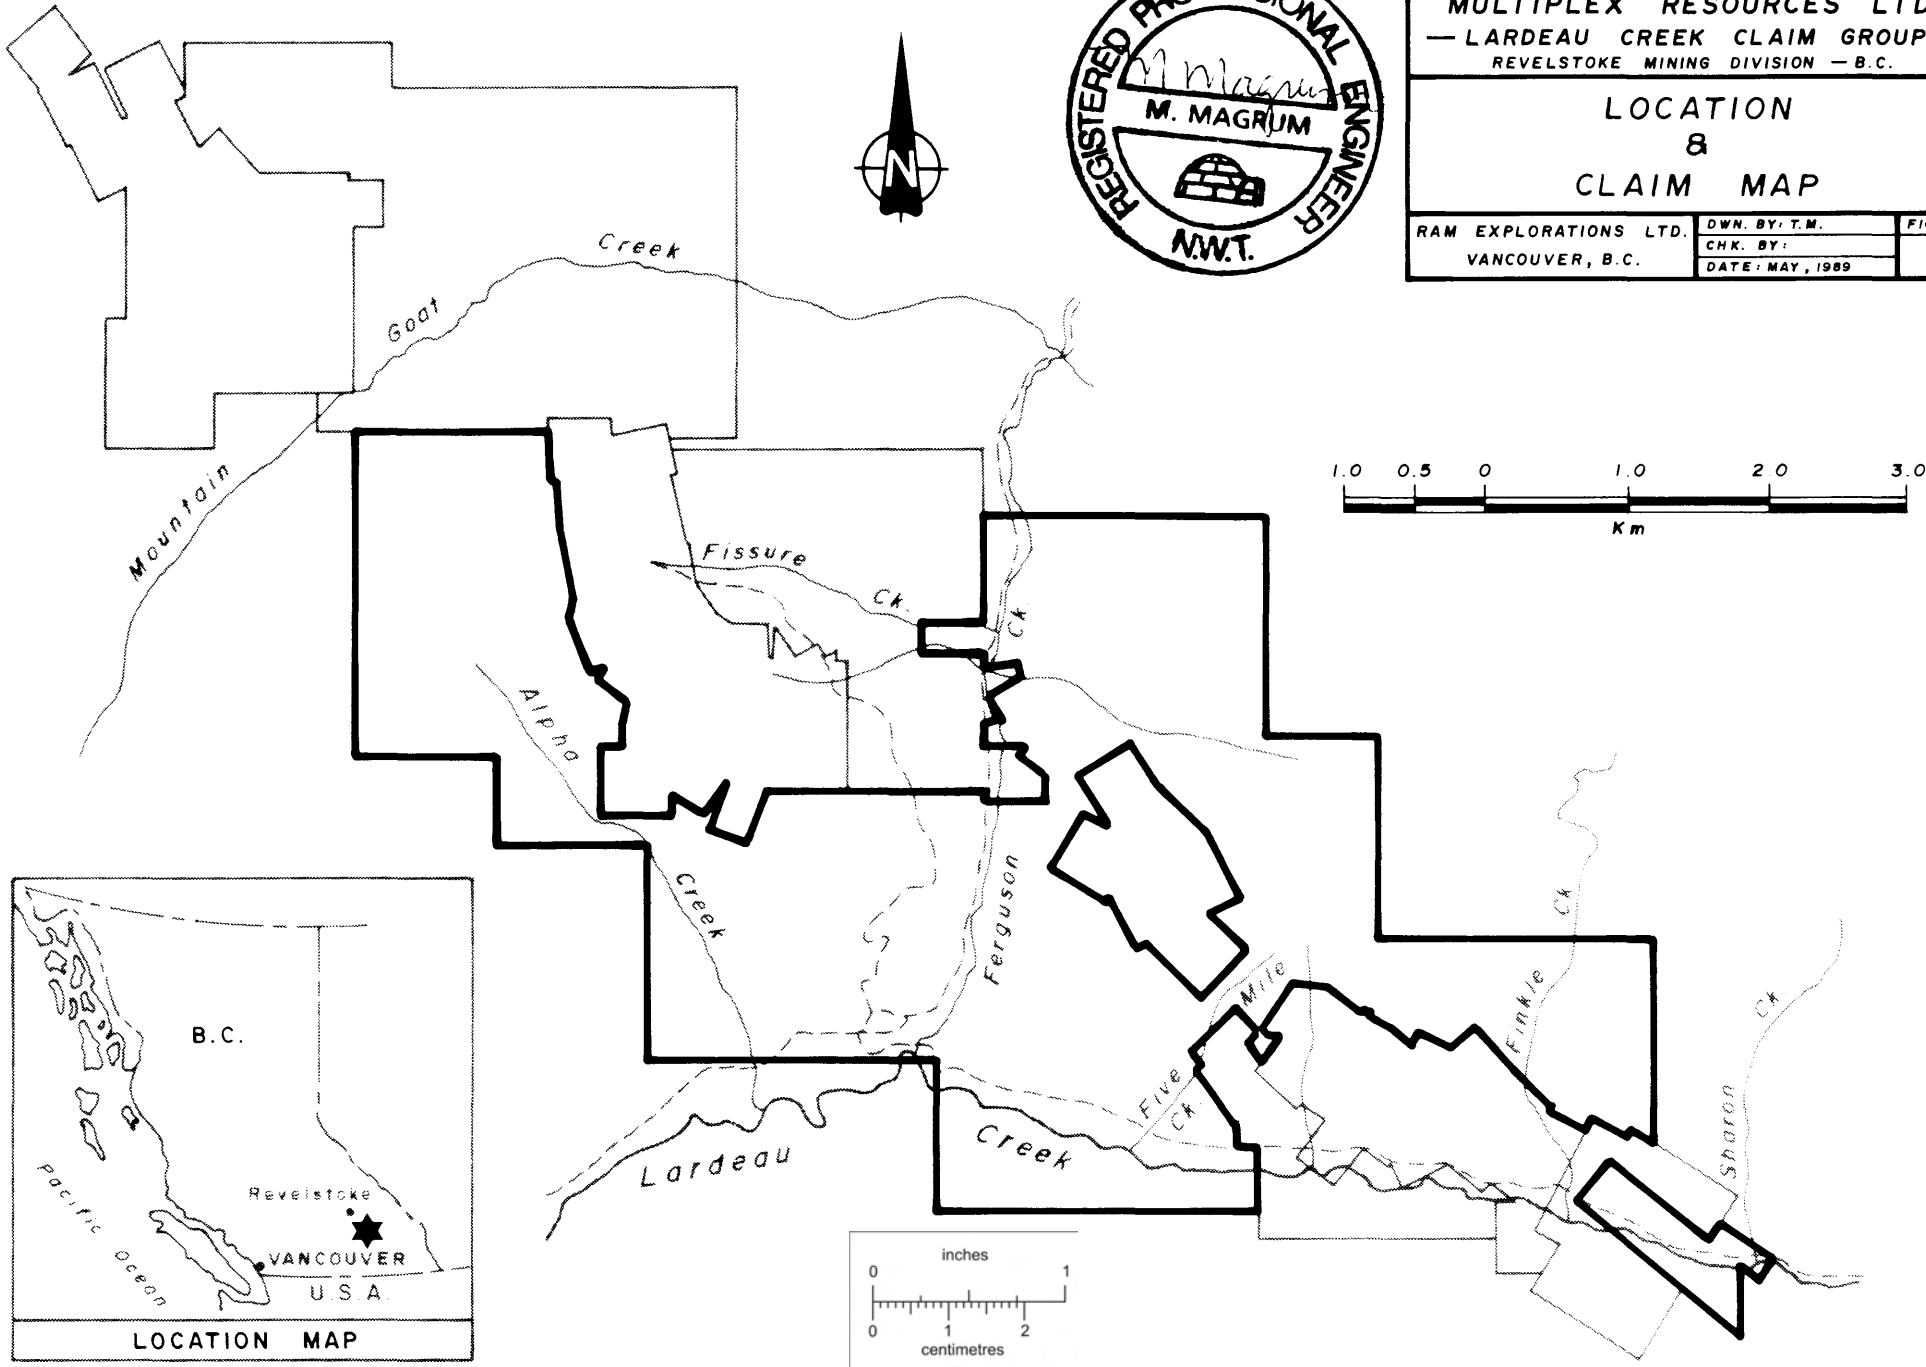 MULTIPLEX RESOURCES LTD
— LARDEAU CREEK CLAIM GROUP
REVELSTOKE MINING DIVISION — B.C.
LOCATION
&
CLAIM MAP
RAM EXPLORATIONS LTD.
VANCOUVER, B.C.
DWN. BY: T.M.
CHK. BY:
DATE: MAY, 1989
REGISTERED PROFESSIONAL ENGINEER
M Magrum
M. MAGRUM
N.W.T.
N
Mountain Goat Creek
1.0 0.5 0 1.0 2.0 3.0
Km
Fissure Ck.
Alpha Creek
Ferguson Ck
Five Mile Ck.
Finkle Ck
Sharon Ck
Lardeau Creek
B.C.
Revelstoke
VANCOUVER
U.S.A.
Pacific Ocean
LOCATION MAP
inches
0 1
0 1 2
centimetres